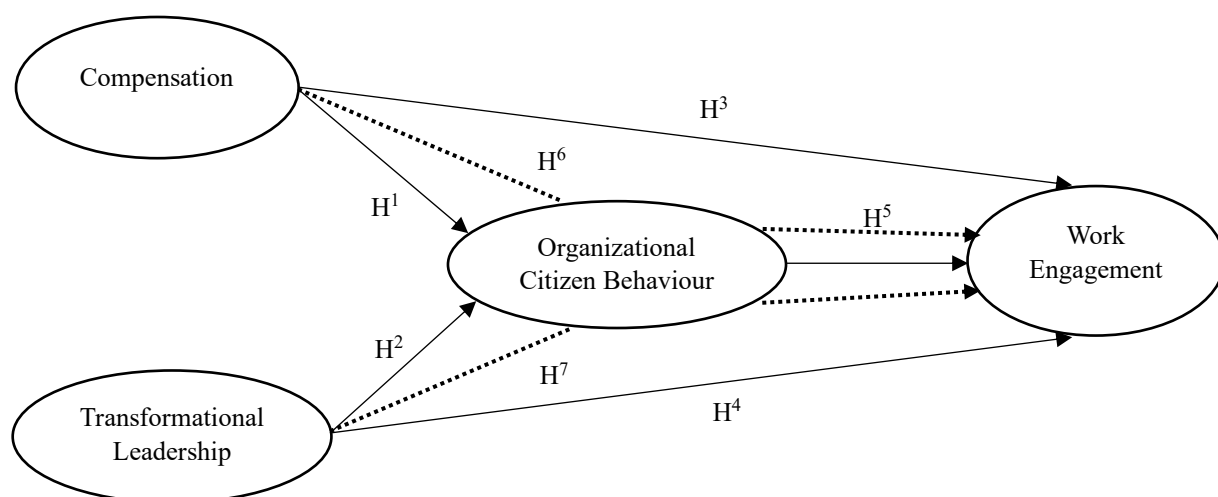 Compensation
H³
H⁶
H¹
H⁵
Organizational
Citizen Behaviour
Work
Engagement
H²
H⁷
H⁴
Transformational
Leadership